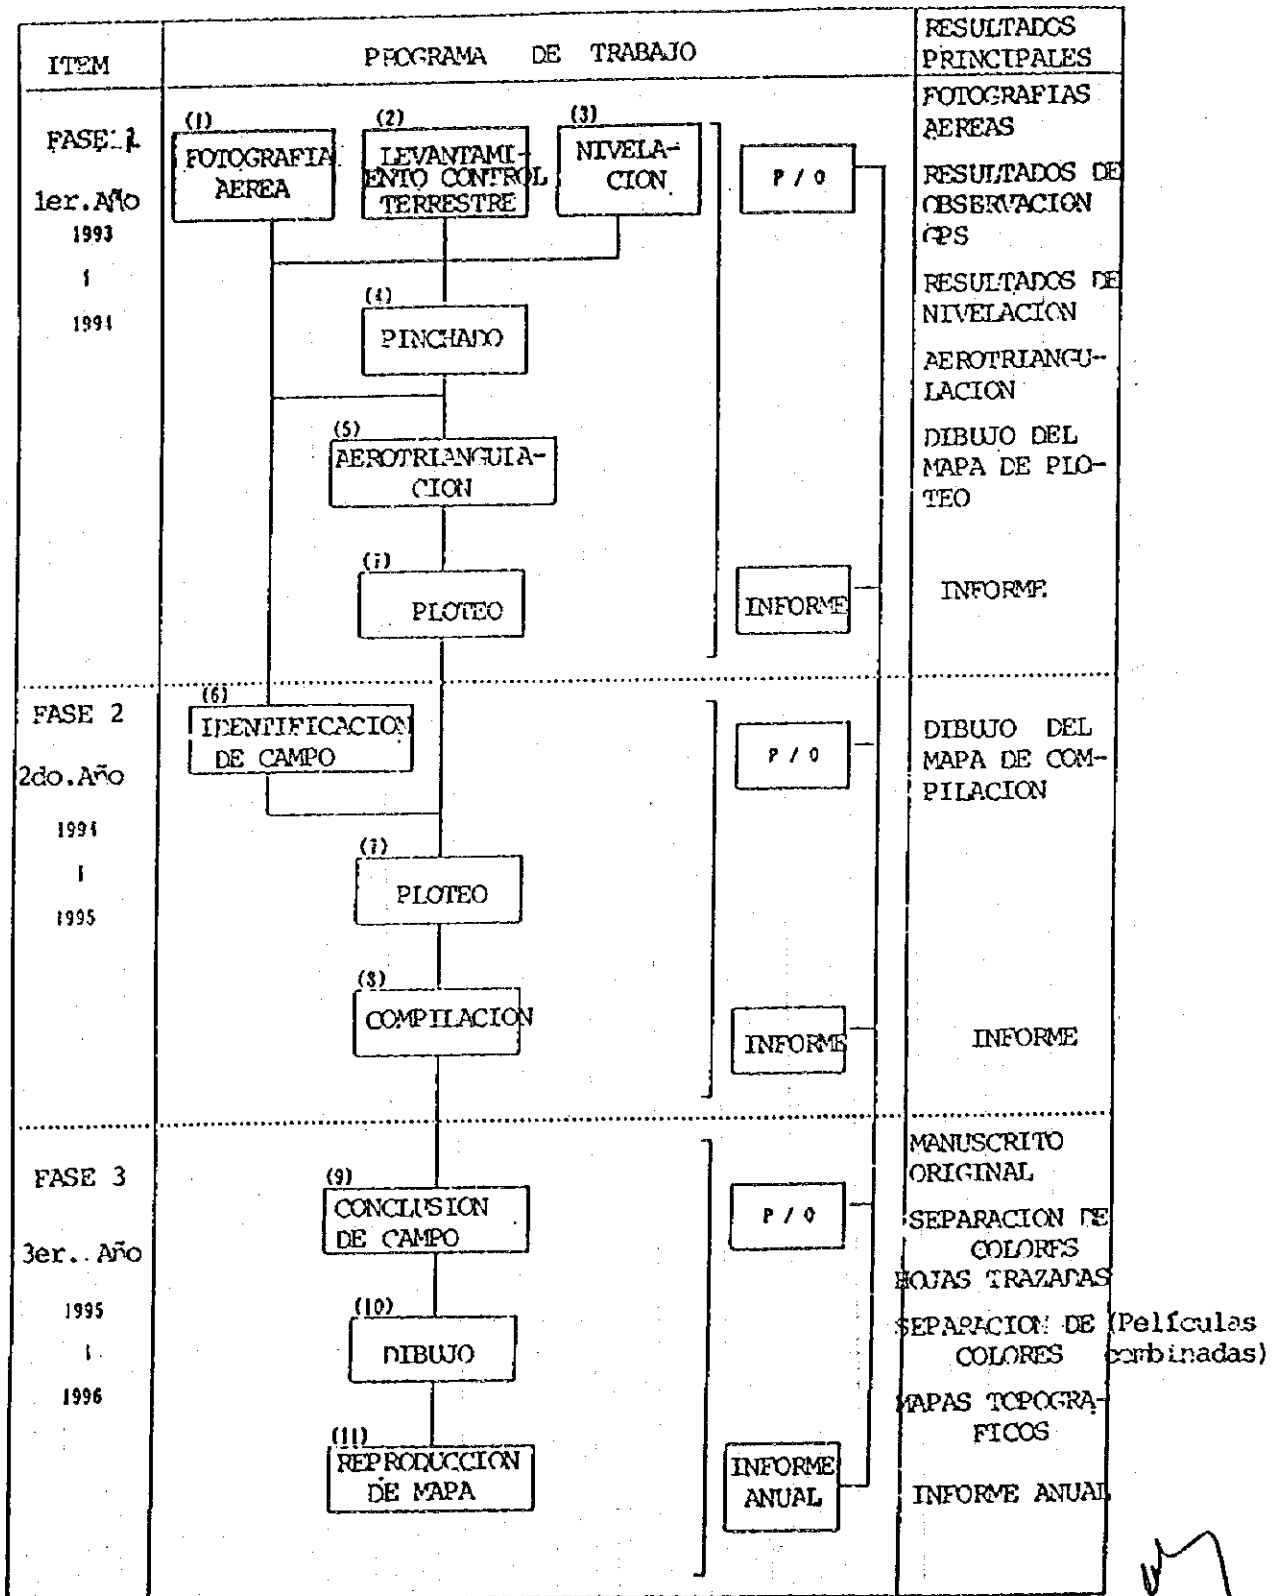 ITEM
PROGRAMA DE TRABAJO
RESULTADOS
PRINCIPALES
FASE 1
1er.Año
1993
1994
(1)
FOTOGRAFIA
AEREA
(2)
LEVANTAMI-
ENTO CONTROL
TERRESTRE
(3)
NIVELA-
CION
(4)
PINCHADO
(5)
AEROTRIANGULA-
CION
(7)
PLOTEO
P / O
INFORME
FOTOGRAFIAS
AEREAS
RESULTADOS DE
OBSERVACION
GPS
RESULTADOS DE
NIVELACION
AEROTRIANGU-
LACION
DIBUJO DEL
MAPA DE PLO-
TEO
INFORME
FASE 2
2do.Año
1994
1995
(6)
IDENTIFICACION
DE CAMPO
(7)
PLOTEO
(8)
COMPILACION
P / O
INFORME
DIBUJO DEL
MAPA DE COM-
PILACION
INFORME
FASE 3
3er..Año
1995
1996
(9)
CONCLUSION
DE CAMPO
(10)
DIBUJO
(11)
REPRODUCCION
DE MAPA
P / O
INFORME
ANUAL
MANUSCRITO
ORIGINAL
SEPARACION DE
COLORES
HOJAS TRAZADAS
SEPARACION DE (Películas
COLORES combinadas)
MAPAS TOPOGRA-
FICOS
INFORME ANUAL